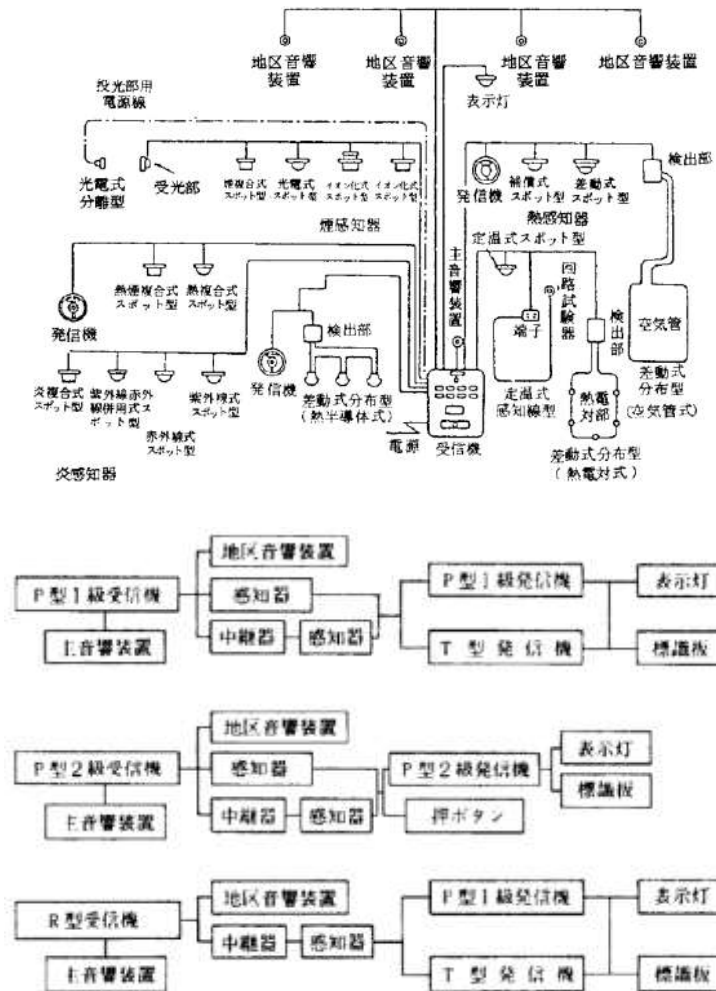 地区音響
装置
地区音響
装置
地区音響
装置
地区音響装置
表示灯
投光部用
電源線
光電式
分離型
受光部
煙複合式
スポット型
光電式
スポット型
イオン化式
スポット型
イオン化式
スポット型
煙感知器
発信機
補償式
スポット型
差動式
スポット型
検出部
熱感知器
定温式スポット型
主音響装置
回路試験器
端子
検出部
空気管
差動式
分布型
(空気管式)
発信機
熱煙複合式
スポット型
熱複合式
スポット型
検出部
発信機
差動式分布型
(熱半導体式)
定温式
感知線型
熱電
対部
差動式分布型
(熱電対式)
炎複合式
スポット型
紫外線赤外
線併用式ス
ポット型
赤外線式
スポット型
紫外線式
スポット型
炎感知器
電源
受信機
P型1級受信機
主音響装置
地区音響装置
感知器
中継器
感知器
P型1級発信機
T型発信機
表示灯
標識板
P型2級受信機
主音響装置
地区音響装置
感知器
中継器
感知器
P型2級発信機
押ボタン
表示灯
標識板
R型受信機
主音響装置
地区音響装置
中継器
感知器
P型1級発信機
T型発信機
表示灯
標識板